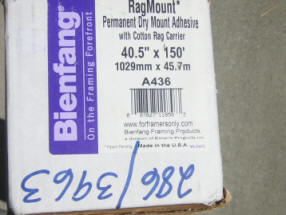 RagMount®
Permanent Dry Mount Adhesive
with Cotton Rag Carrier
40.5" x 150'
1029mm x 45.7m
A436
www.forframersonly.com
Bienfang Framing Products
Made in the U.S.A.
Bienfang®
On the Framing Forefront
286/3963